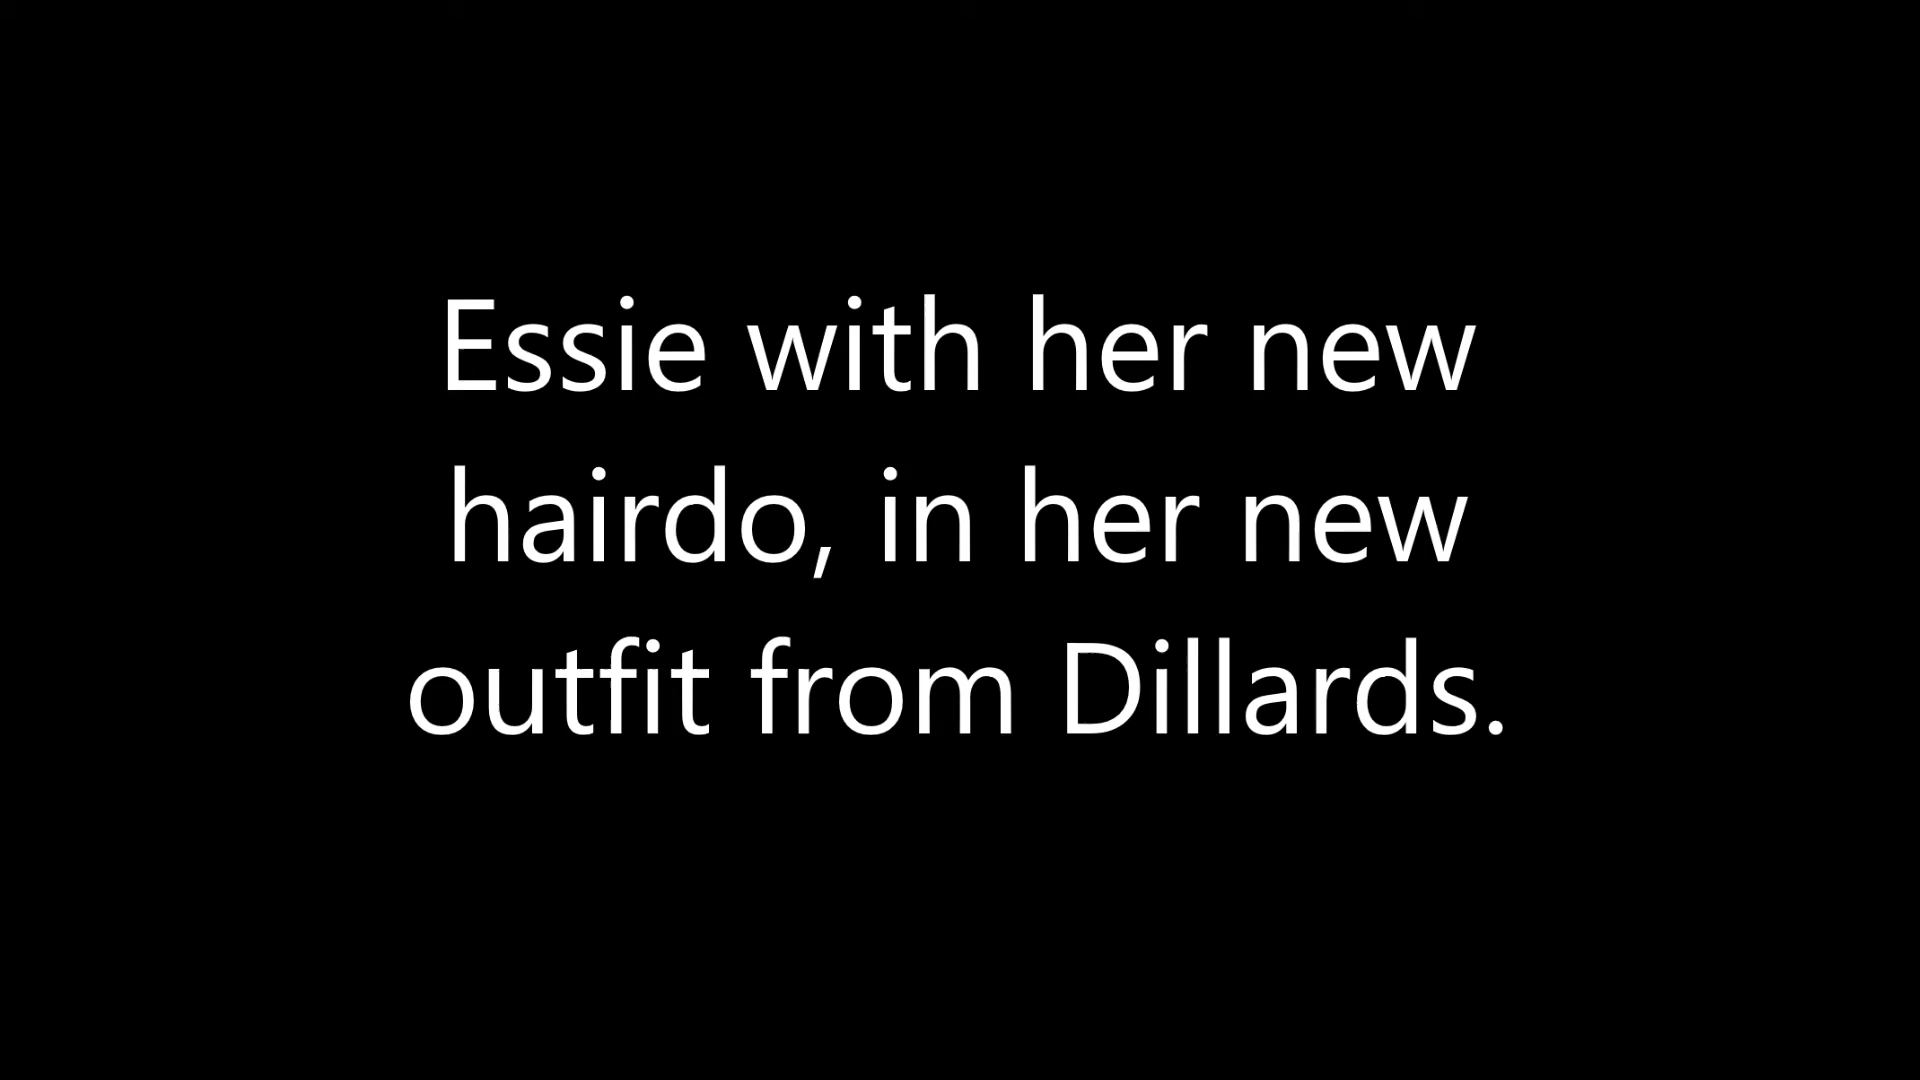 Essie with her new
hairdo, in her new
outfit from Dillards.